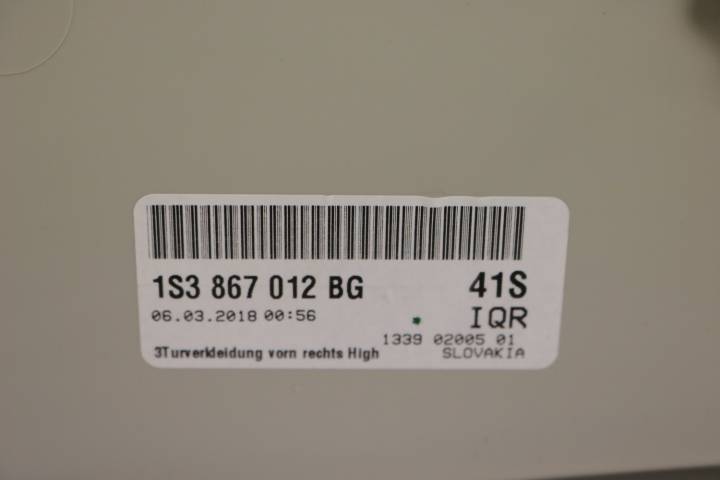 1S3 867 012 BG 41S
06.03.2018 00:56 IQR
1339 02005 01
3Turverkleidung vorn rechts High SLOVAKIA